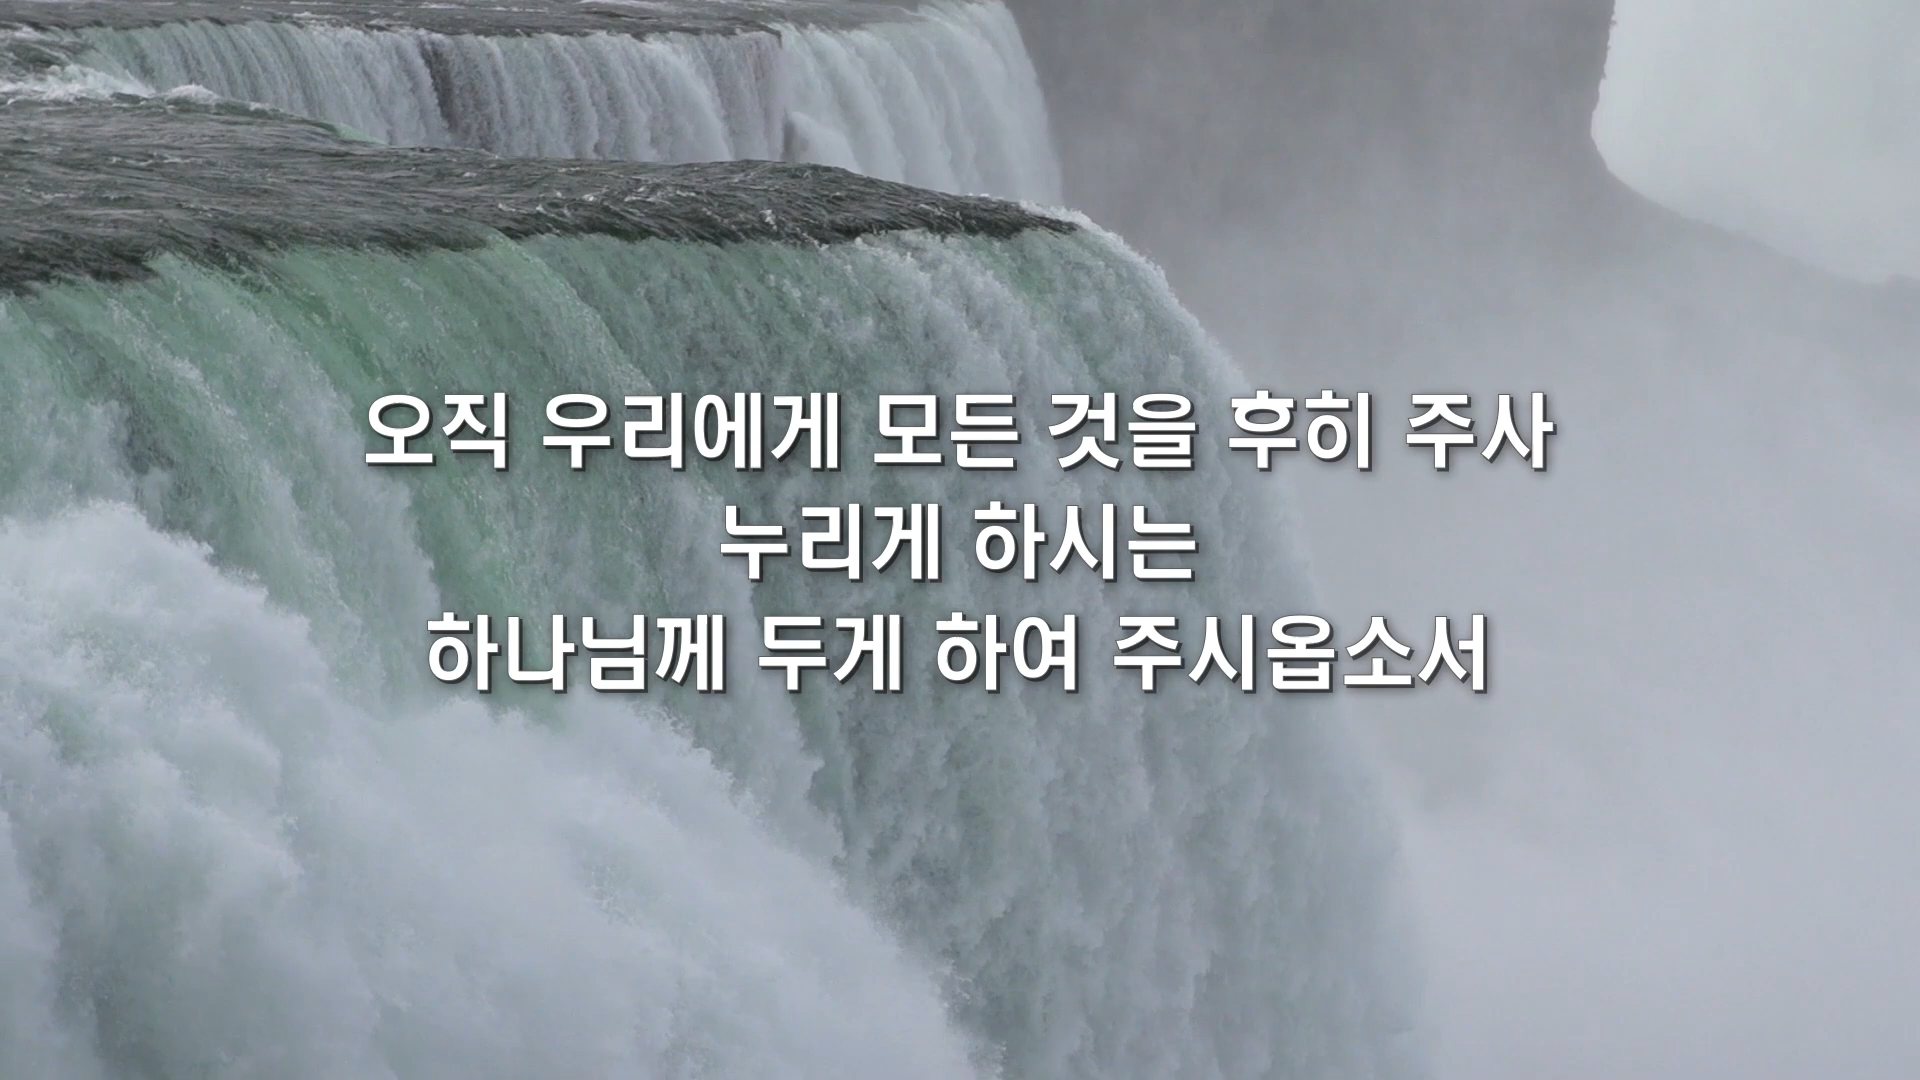 오직 우리에게 모든 것을 후히 주사
누리게 하시는
하나님께 두게 하여 주시옵소서